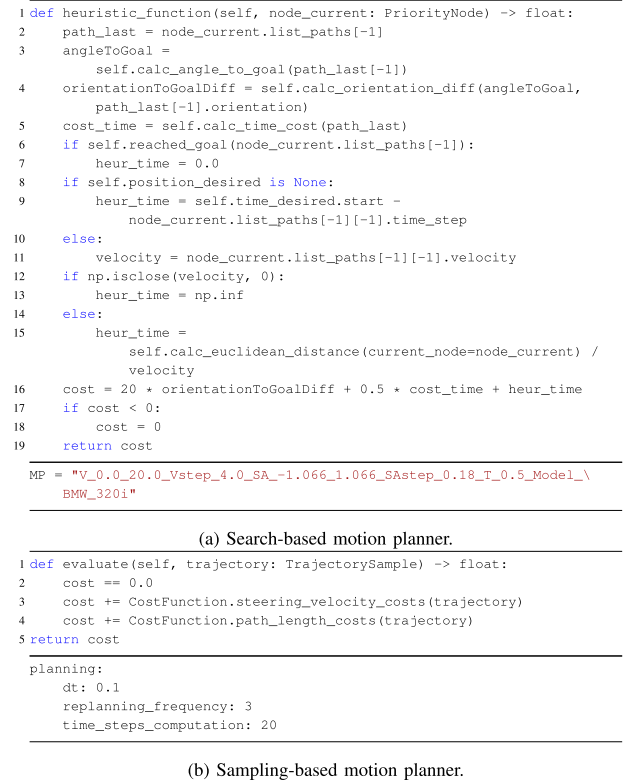 1 def heuristic_function(self, node_current: PriorityNode) -> float:
2 path_last = node_current.list_paths[-1]
3 angleToGoal =
self.calc_angle_to_goal(path_last[-1])
4 orientationToGoalDiff = self.calc_orientation_diff(angleToGoal,
path_last[-1].orientation)
5 cost_time = self.calc_time_cost(path_last)
6 if self.reached_goal(node_current.list_paths[-1]):
7 heur_time = 0.0
8 if self.position_desired is None:
9 heur_time = self.time_desired.start -
node_current.list_paths[-1][-1].time_step
10 else:
11 velocity = node_current.list_paths[-1][-1].velocity
12 if np.isclose(velocity, 0):
13 heur_time = np.inf
14 else:
15 heur_time =
self.calc_euclidean_distance(current_node=node_current) /
velocity
16 cost = 20 * orientationToGoalDiff + 0.5 * cost_time + heur_time
17 if cost < 0:
18 cost = 0
19 return cost
MP = "V_0.0_20.0_Vstep_4.0_SA_-1.066_1.066_SAstep_0.18_T_0.5_Model_\
BMW_320i"
(a) Search-based motion planner.
1 def evaluate(self, trajectory: TrajectorySample) -> float:
2 cost == 0.0
3 cost += CostFunction.steering_velocity_costs(trajectory)
4 cost += CostFunction.path_length_costs(trajectory)
5 return cost
planning:
dt: 0.1
replanning_frequency: 3
time_steps_computation: 20
(b) Sampling-based motion planner.